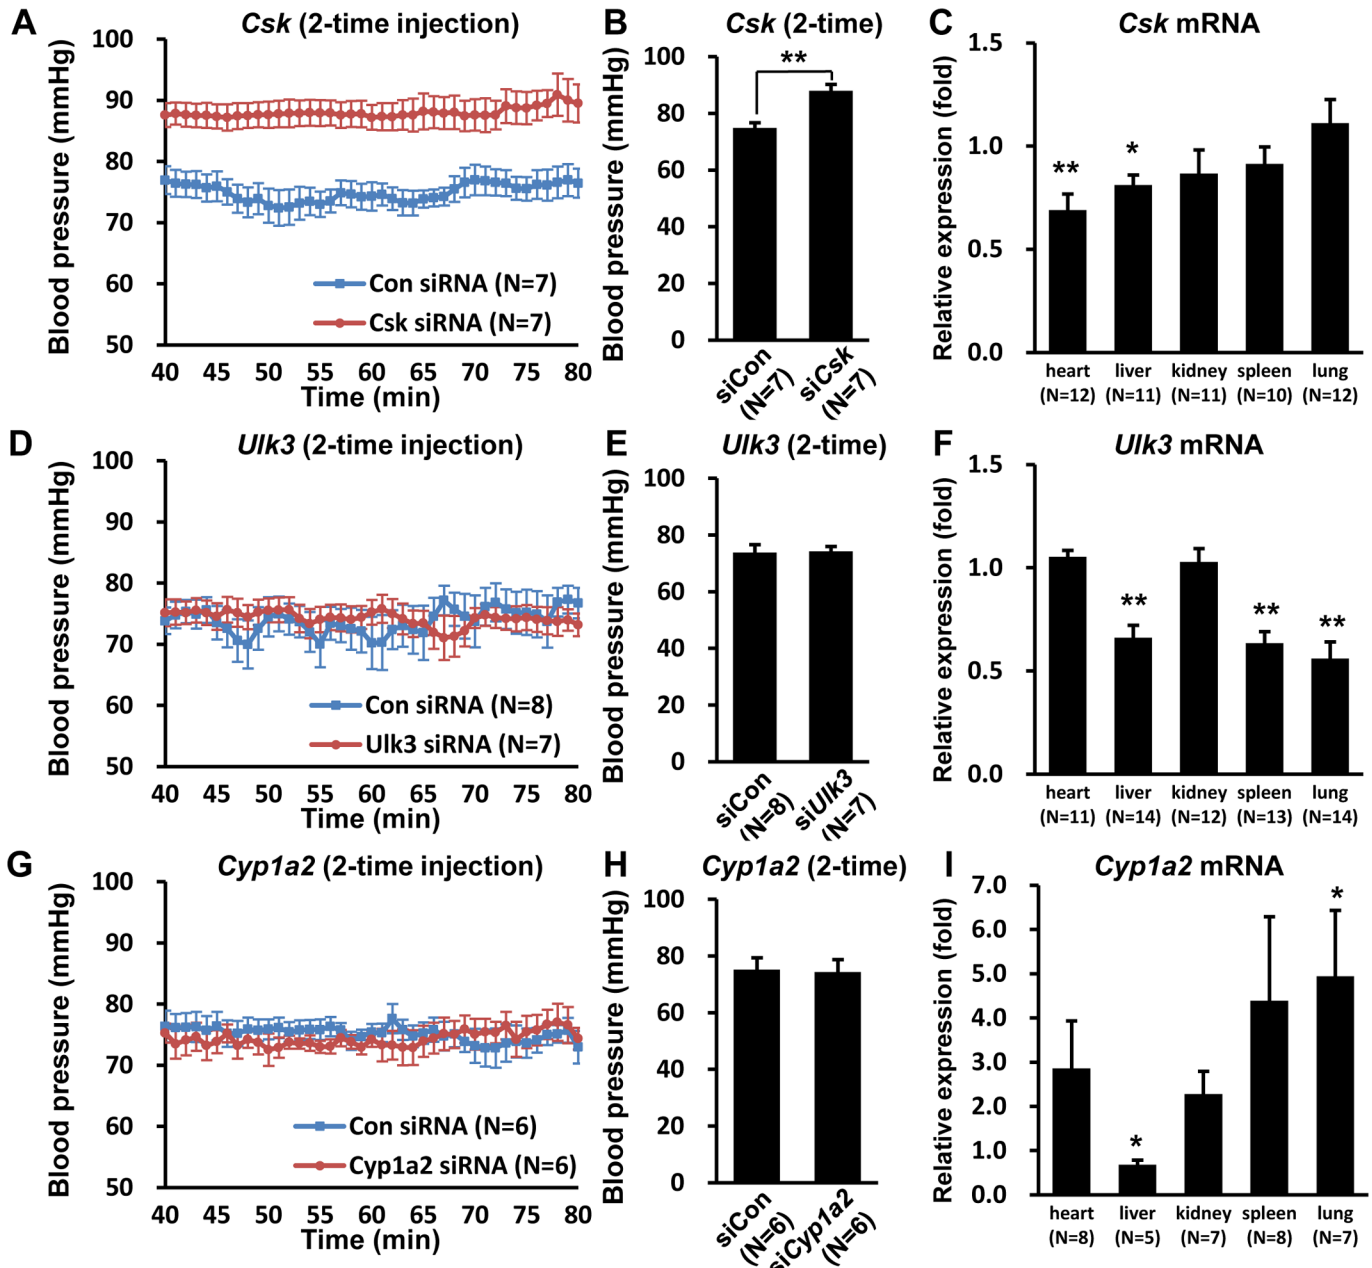 A
Csk (2-time injection)
Blood pressure (mmHg)
100
90
80
70
60
50
Con siRNA (N=7)
Csk siRNA (N=7)
40 45 50 55 60 65 70 75 80
Time (min)
B
Csk (2-time)
Blood pressure (mmHg)
100
80
60
40
20
0
**
siCon
(N=7)
siCsk
(N=7)
C
Csk mRNA
Relative expression (fold)
1.5
1.0
0.5
0.0
** *
heart liver kidney spleen lung
(N=12) (N=11) (N=11) (N=10) (N=12)
D
Ulk3 (2-time injection)
Blood pressure (mmHg)
100
90
80
70
60
50
Con siRNA (N=8)
Ulk3 siRNA (N=7)
40 45 50 55 60 65 70 75 80
Time (min)
E
Ulk3 (2-time)
Blood pressure (mmHg)
100
80
60
40
20
0
siCon
(N=8)
siUlk3
(N=7)
F
Ulk3 mRNA
Relative expression (fold)
1.5
1.0
0.5
0.0
** ** **
heart liver kidney spleen lung
(N=11) (N=14) (N=12) (N=13) (N=14)
G
Cyp1a2 (2-time injection)
Blood pressure (mmHg)
100
90
80
70
60
50
Con siRNA (N=6)
Cyp1a2 siRNA (N=6)
40 45 50 55 60 65 70 75 80
Time (min)
H
Cyp1a2 (2-time)
Blood pressure (mmHg)
100
80
60
40
20
0
siCon
(N=6)
siCyp1a2
(N=6)
I
Cyp1a2 mRNA
Relative expression (fold)
7.0
6.0
5.0
4.0
3.0
2.0
1.0
0.0
* *
heart liver kidney spleen lung
(N=8) (N=5) (N=7) (N=8) (N=7)